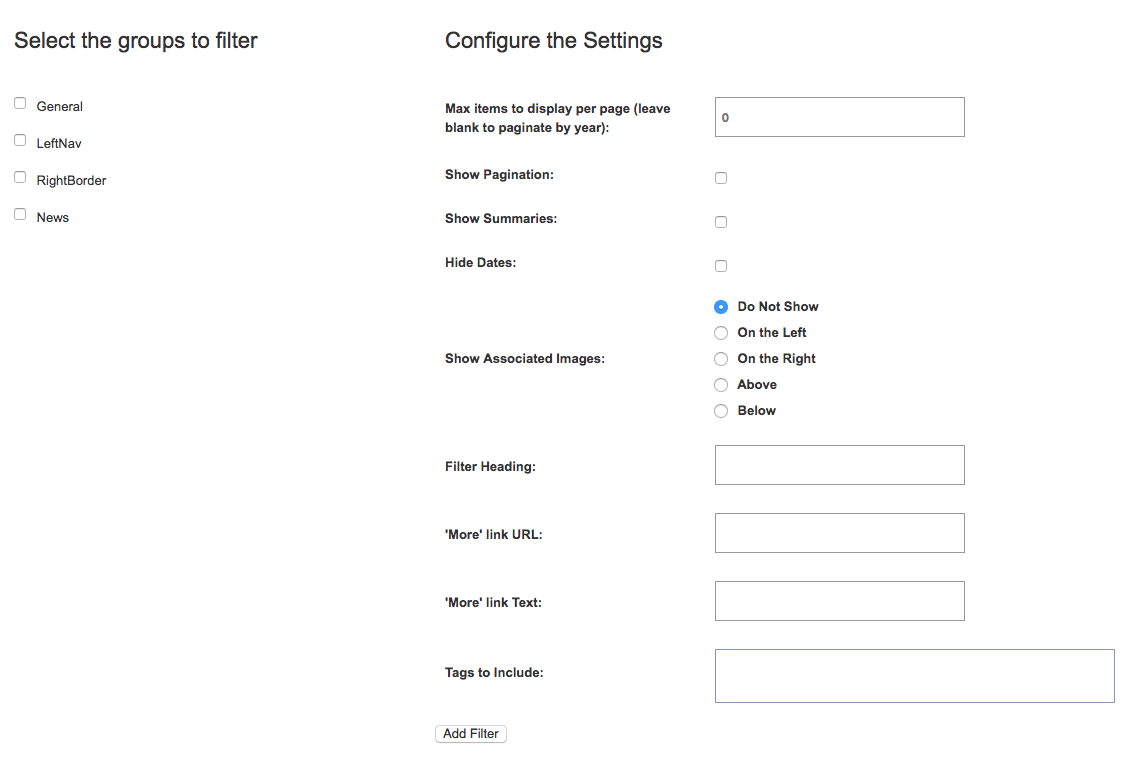 Select the groups to filter
General
LeftNav
RightBorder
News
Configure the Settings
Max items to display per page (leave
blank to paginate by year):
0
Show Pagination:
Show Summaries:
Hide Dates:
Show Associated Images:
Do Not Show
On the Left
On the Right
Above
Below
Filter Heading:
'More' link URL:
'More' link Text:
Tags to Include:
Add Filter